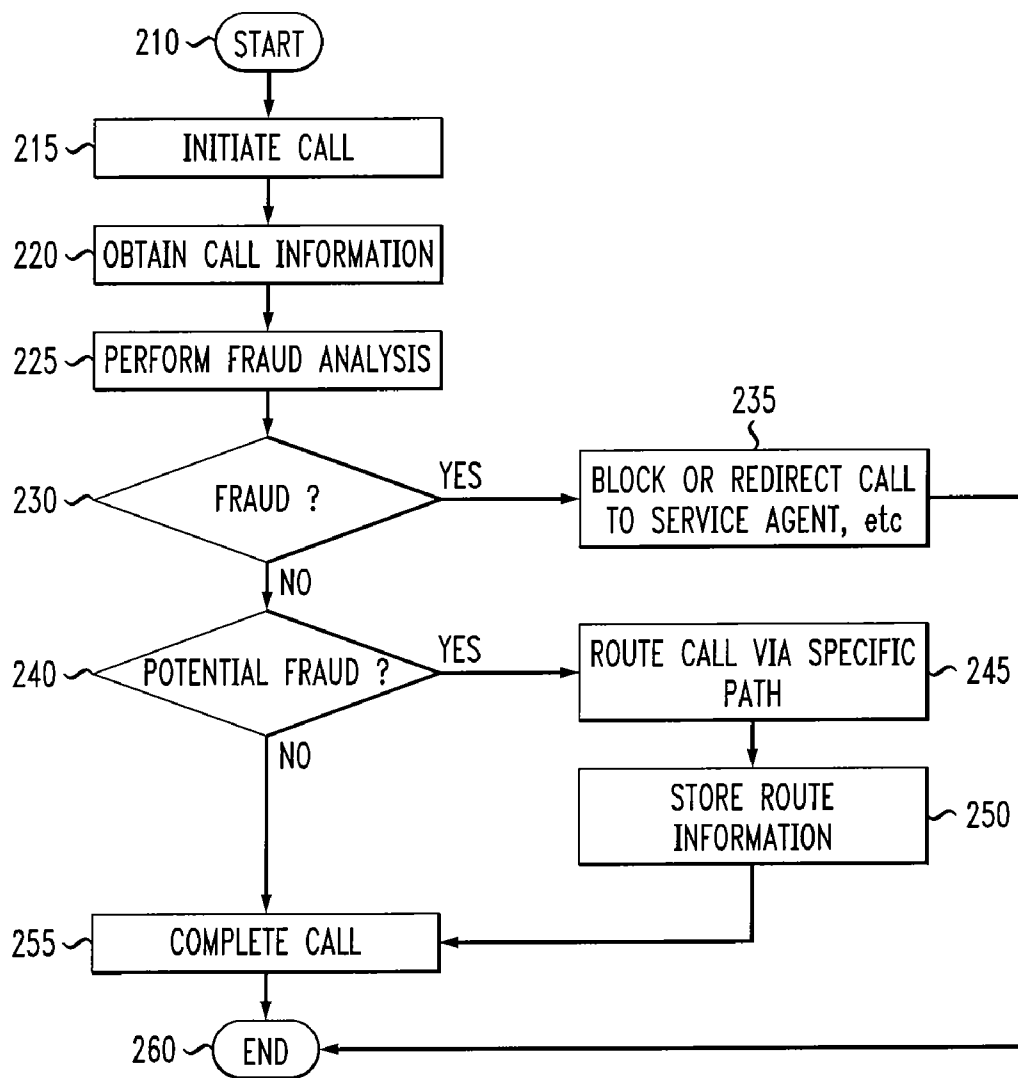 210
START
215
INITIATE CALL
220
OBTAIN CALL INFORMATION
225
PERFORM FRAUD ANALYSIS
230
FRAUD ?
YES
235
BLOCK OR REDIRECT CALL
TO SERVICE AGENT, etc
NO
240
POTENTIAL FRAUD ?
YES
ROUTE CALL VIA SPECIFIC
PATH
245
NO
STORE ROUTE
INFORMATION
250
255
COMPLETE CALL
260
END